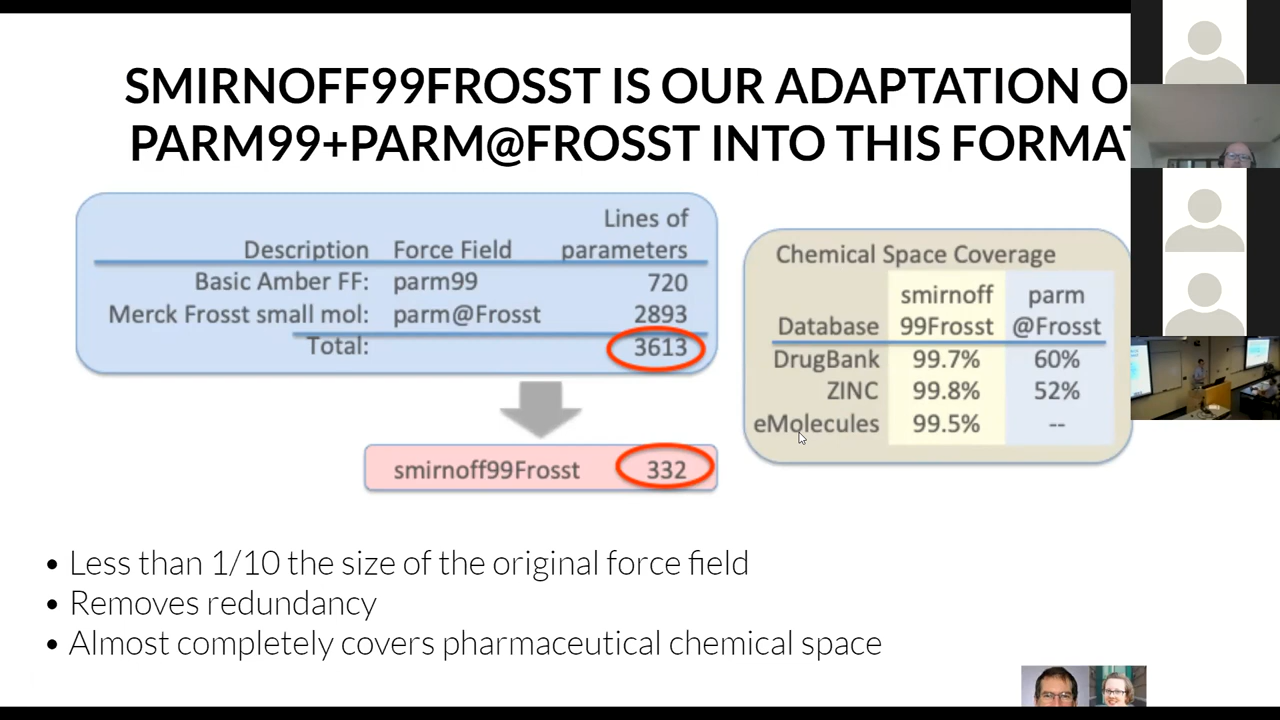 SMIRNOFF99FROSST IS OUR ADAPTATION O
PARM99+PARM@FROSST INTO THIS FORMAT
Lines of
Description Force Field parameters
Basic Amber FF: parm99 720
Merck Frosst small mol: parm@Frosst 2893
Total: 3613
smirnoff99Frosst 332
Chemical Space Coverage
smirnoff parm
Database 99Frosst @Frosst
DrugBank 99.7% 60%
ZINC 99.8% 52%
eMolecules 99.5% --
• Less than 1/10 the size of the original force field
• Removes redundancy
• Almost completely covers pharmaceutical chemical space